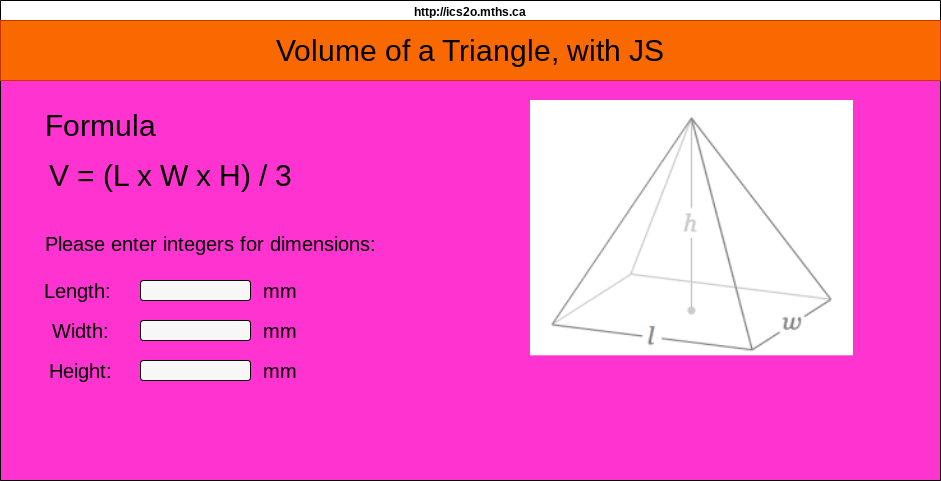 http://ics2o.mths.ca
Volume of a Triangle, with JS
Formula
V = (L x W x H) / 3
Please enter integers for dimensions:
Length: mm
Width: mm
Height: mm
h
l
w